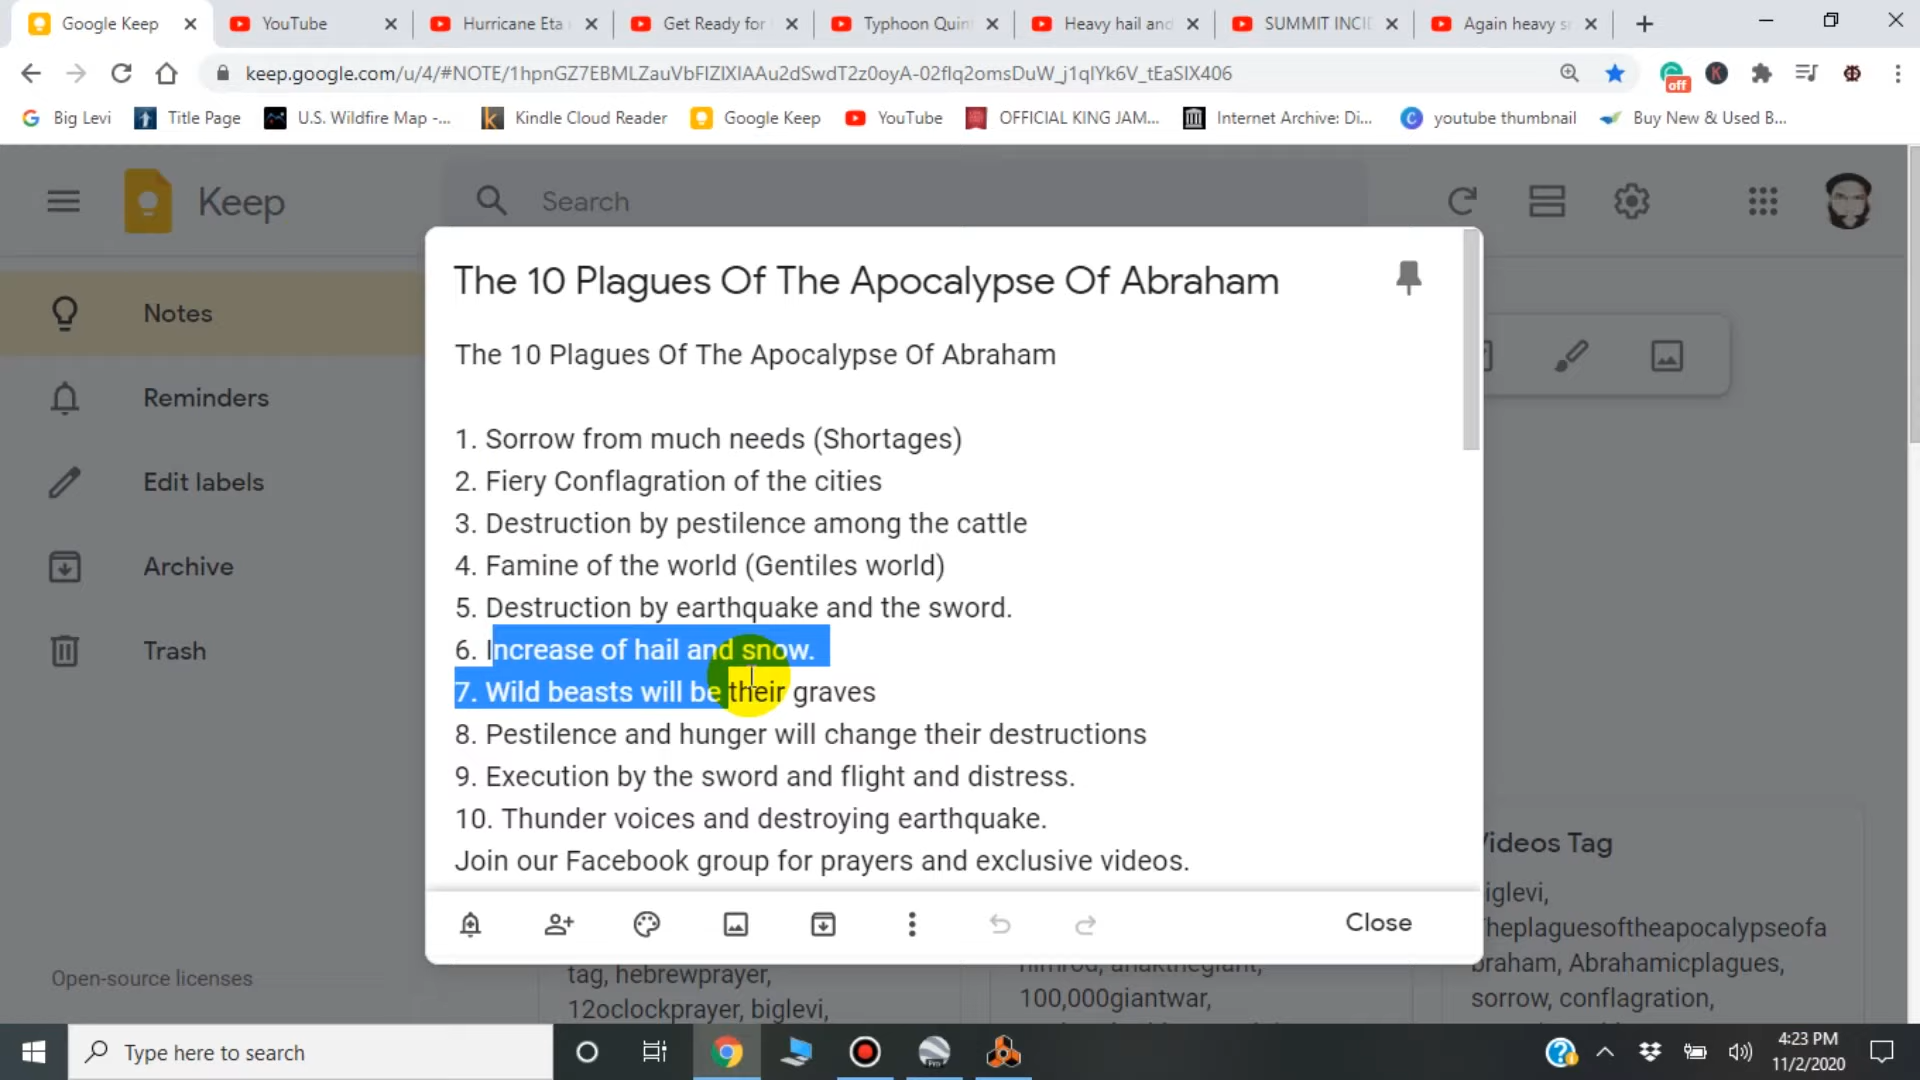 Google Keep
YouTube
Hurricane Eta
Get Ready for
Typhoon Quin
Heavy hail and
SUMMIT INCI
Again heavy s
keep.google.com/u/4/#NOTE/1hpnGZ7EBMLZauVbFIZIXIAAu2dSwdT2z0oyA-02fIq2omsDuW_j1qlYk6V_tEaSIX406
off
Big Levi
Title Page
U.S. Wildfire Map -...
Kindle Cloud Reader
Google Keep
YouTube
OFFICIAL KING JAM...
Internet Archive: Di...
youtube thumbnail
Buy New & Used B...
Keep
Search
Notes
Reminders
Edit labels
Archive
Trash
Open-source licenses
The 10 Plagues Of The Apocalypse Of Abraham
The 10 Plagues Of The Apocalypse Of Abraham
1. Sorrow from much needs (Shortages)
2. Fiery Conflagration of the cities
3. Destruction by pestilence among the cattle
4. Famine of the world (Gentiles world)
5. Destruction by earthquake and the sword.
6. Increase of hail and snow.
7. Wild beasts will be their graves
8. Pestilence and hunger will change their destructions
9. Execution by the sword and flight and distress.
10. Thunder voices and destroying earthquake.
Join our Facebook group for prayers and exclusive videos.
Close
tag, hebrewprayer,
12oclockprayer, biglevi,
100,000giantwar,
Videos Tag
iglevi,
heplaguesoftheapocalypseofa
braham, Abrahamicplagues,
sorrow, conflagration,
Type here to search
4:23 PM
11/2/2020